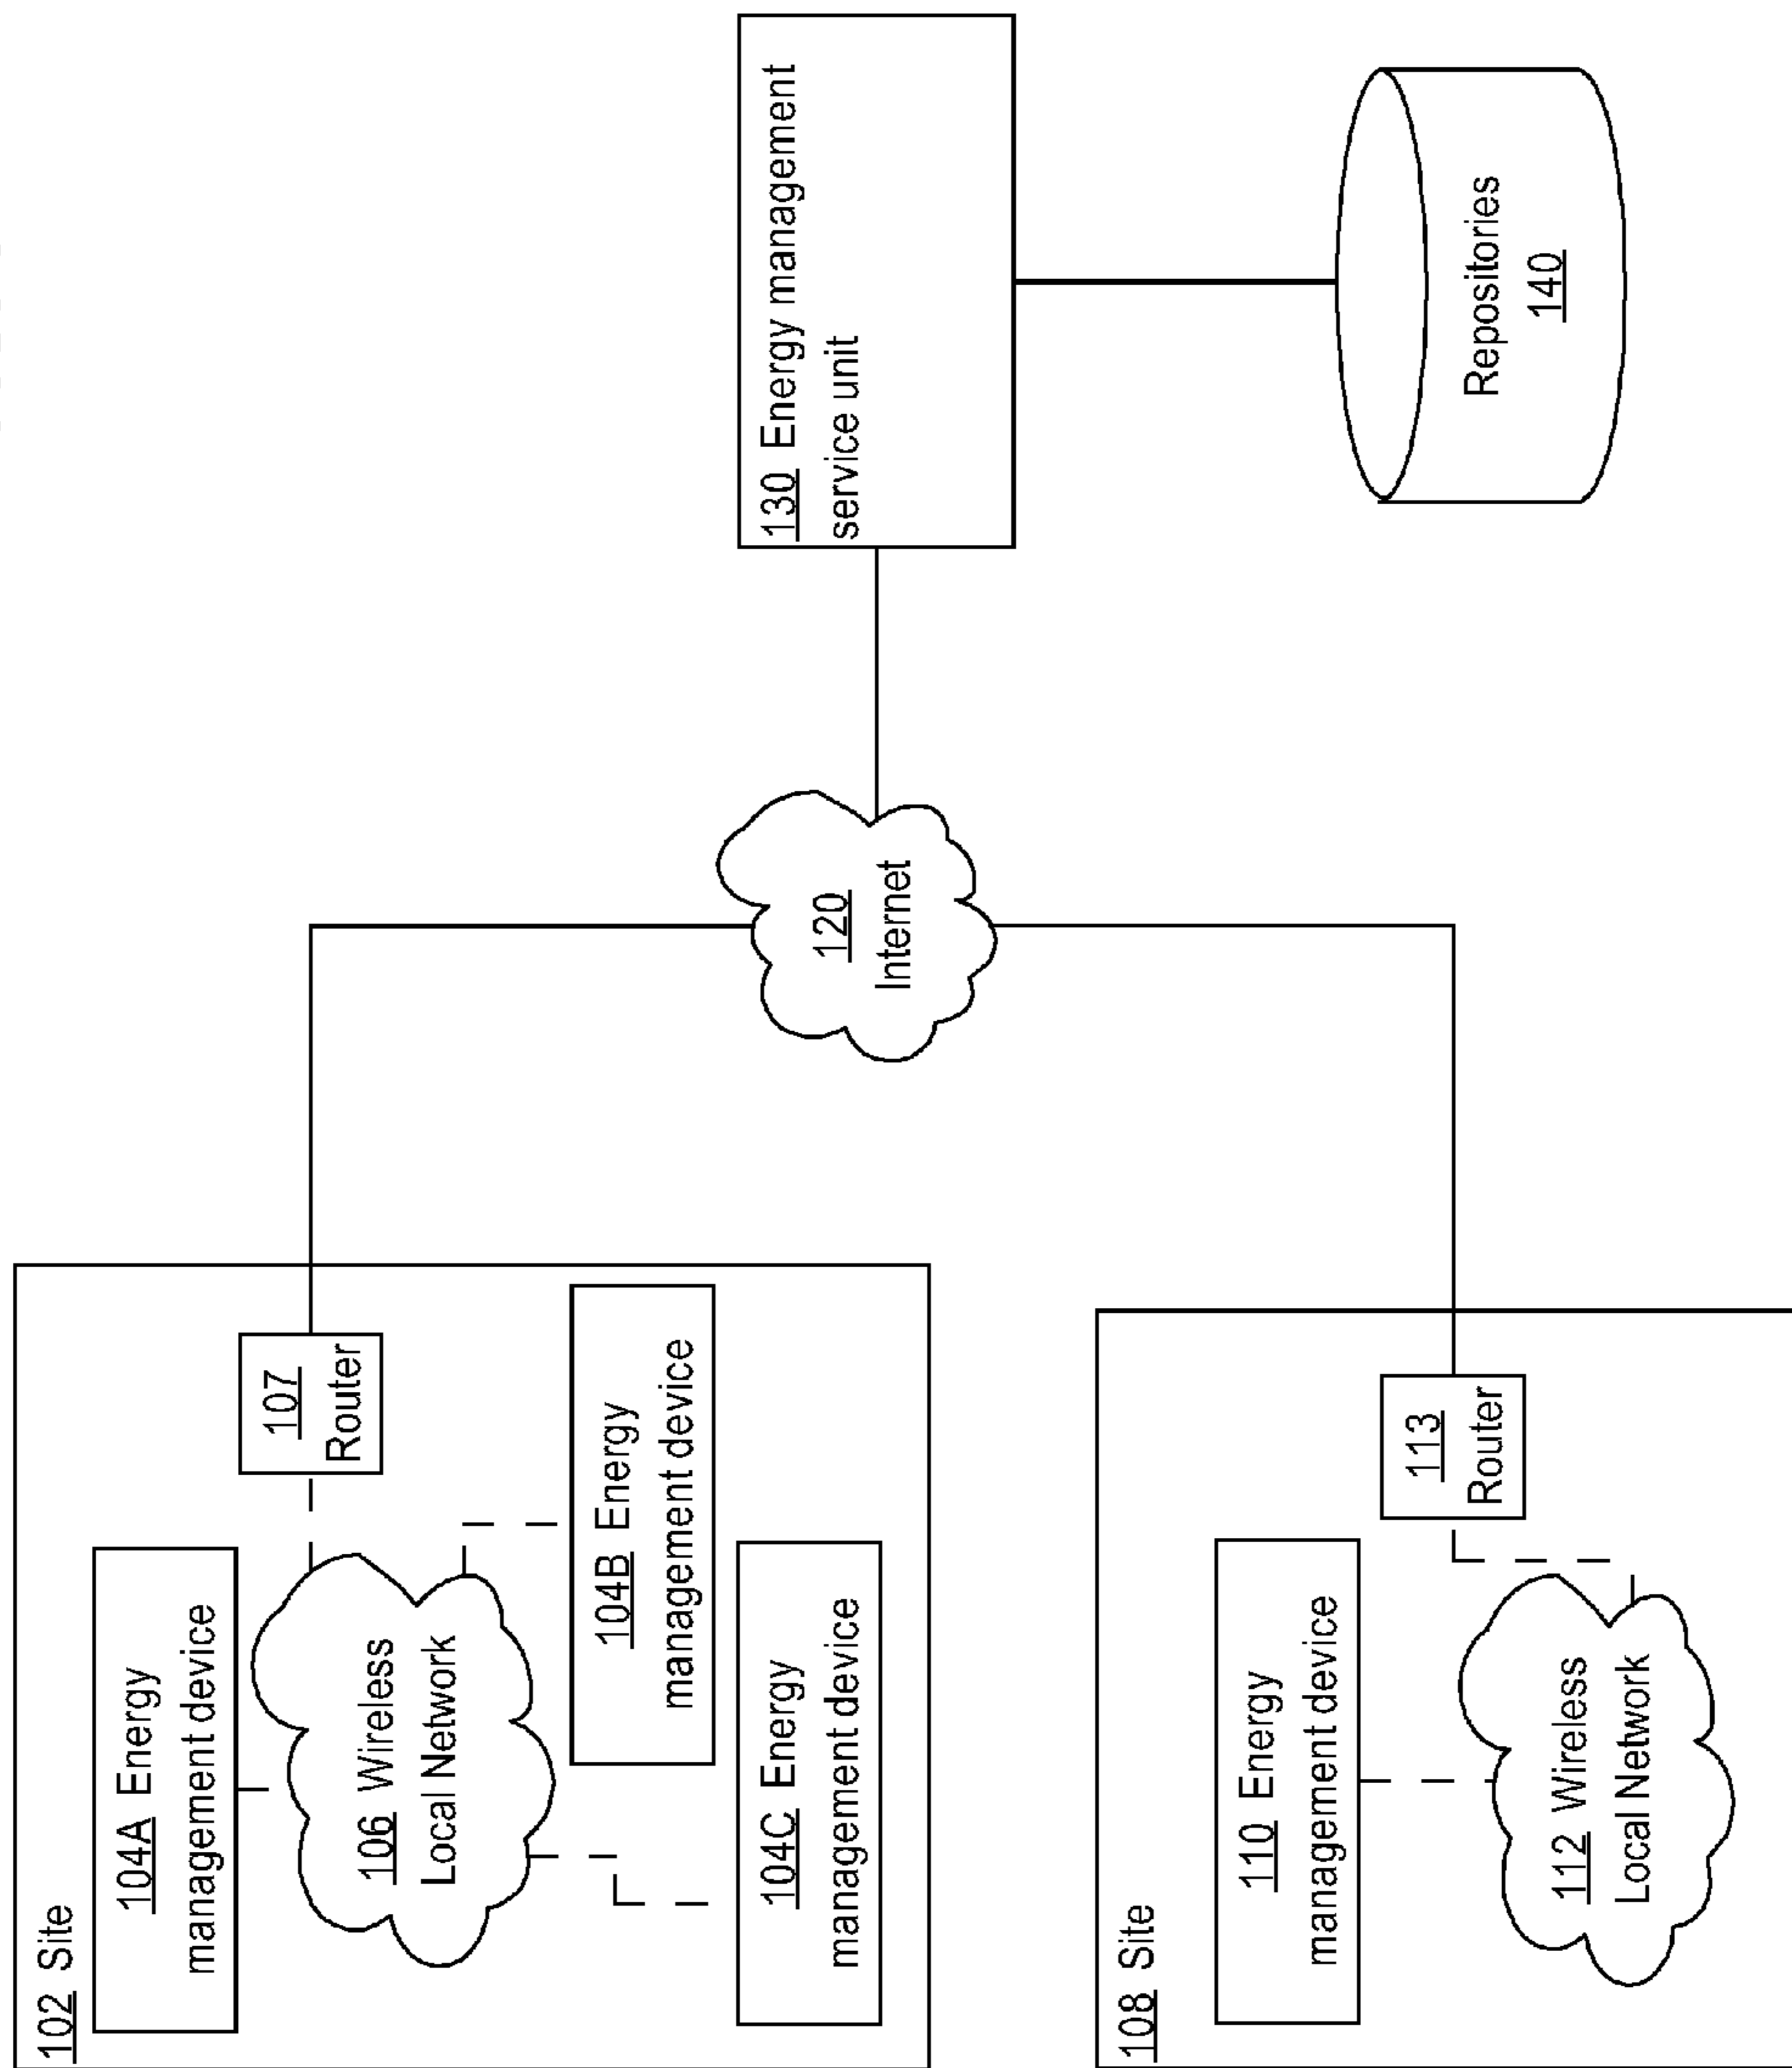 102 Site
104A Energy
management device
106 Wireless
Local Network
107
Router
104B Energy
management device
104C Energy
management device
108 Site
110 Energy
management device
112 Wireless
Local Network
113
Router
120
Internet
130 Energy management
service unit
Repositories
140